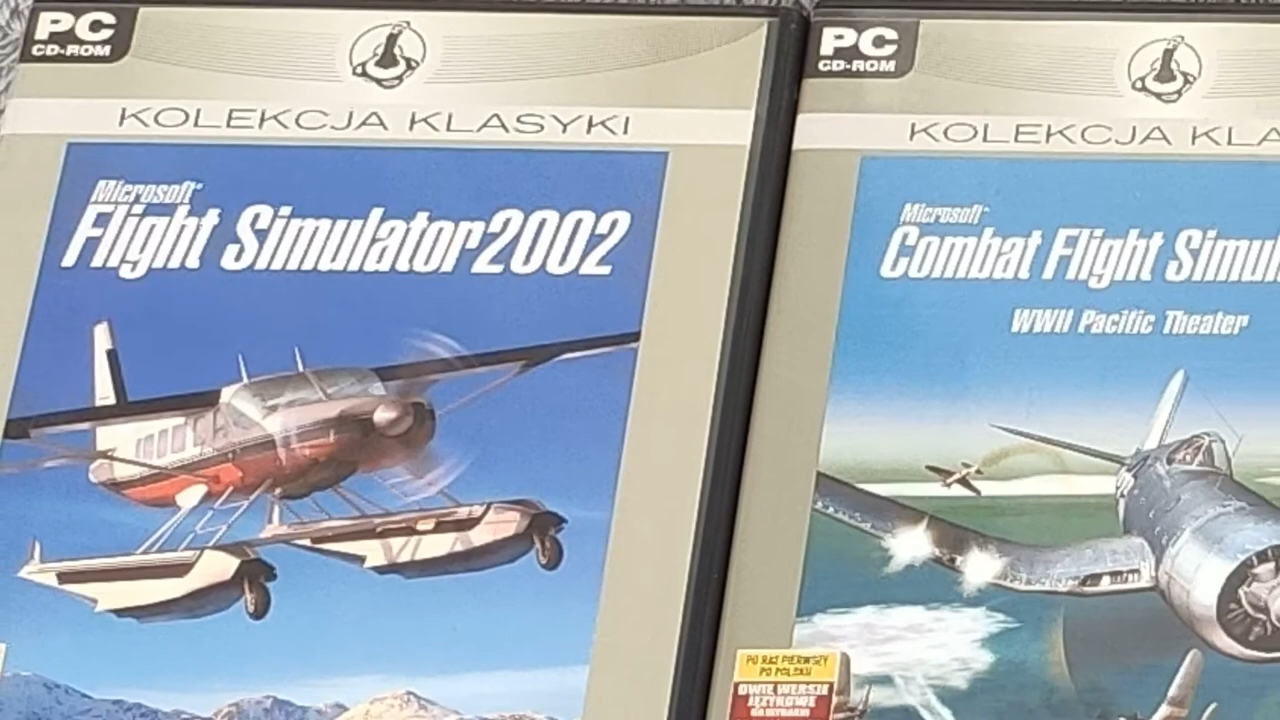 PC
CD-ROM
KOLEKCJA KLASYKI
Microsoft
Flight Simulator 2002
PC
CD-ROM
KOLEKCJA KLA
Microsoft
Combat Flight Simul
WWII Pacific Theater
PO RAZ PIERWSZY
PO POLSKU
DWIE WERSJE
JĘZYKOWE